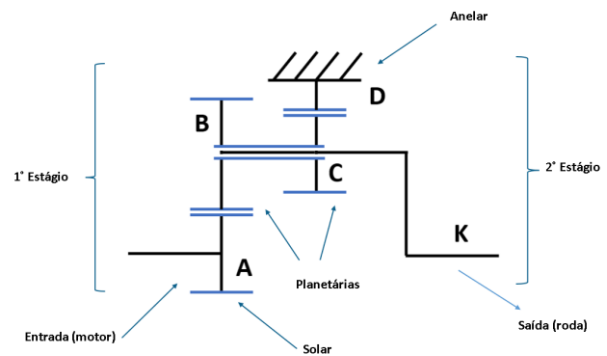 Anelar
D
B
1˚ Estágio
2˚ Estágio
C
K
A
Planetárias
Entrada (motor)
Solar
Saída (roda)